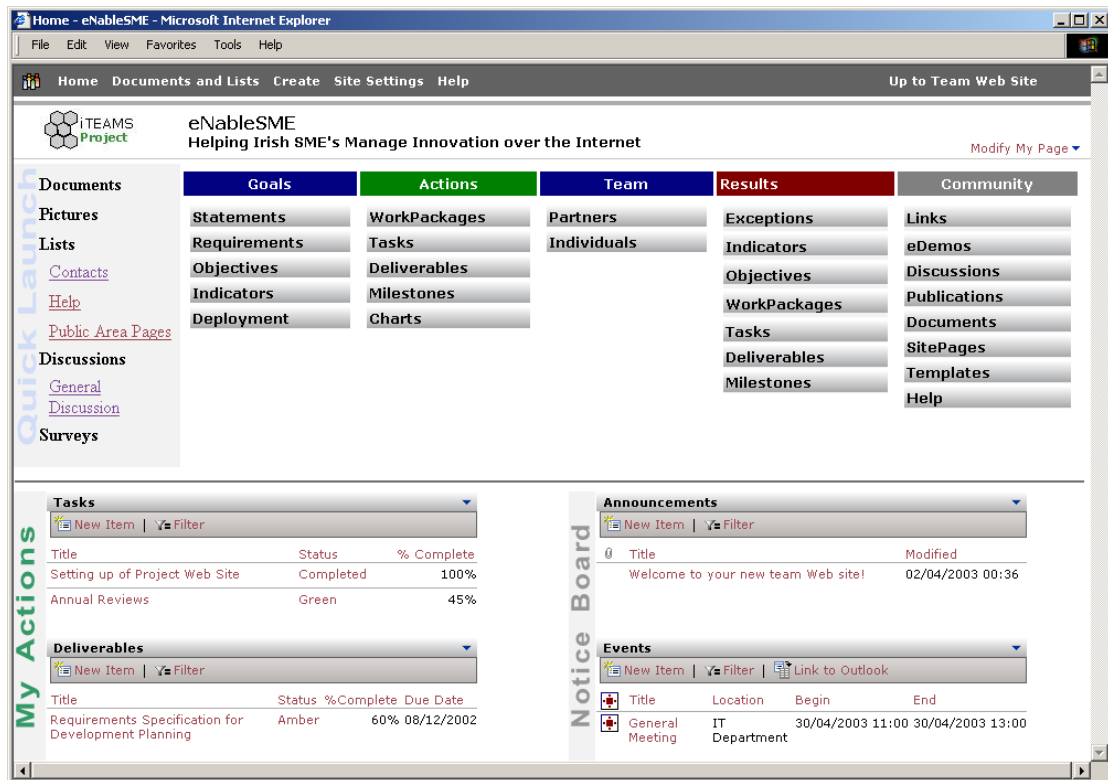 Home - eNableSME - Microsoft Internet Explorer
File Edit View Favorites Tools Help
Home Documents and Lists Create Site Settings Help Up to Team Web Site
iTEAMS
Project
eNableSME
Helping Irish SME's Manage Innovation over the Internet
Modify My Page
Quick Launch
Documents
Pictures
Lists
Contacts
Help
Public Area Pages
Discussions
General
Discussion
Surveys
Goals
Statements
Requirements
Objectives
Indicators
Deployment
Actions
WorkPackages
Tasks
Deliverables
Milestones
Charts
Team
Partners
Individuals
Results
Exceptions
Indicators
Objectives
WorkPackages
Tasks
Deliverables
Milestones
Community
Links
eDemos
Discussions
Publications
Documents
SitePages
Templates
Help
My Actions
Tasks
New Item | Filter
Title Status % Complete
Setting up of Project Web Site Completed 100%
Annual Reviews Green 45%
Deliverables
New Item | Filter
Title Status %Complete Due Date
Requirements Specification for Amber 60% 08/12/2002
Development Planning
Notice Board
Announcements
New Item | Filter
Title Modified
Welcome to your new team Web site! 02/04/2003 00:36
Events
New Item | Filter | Link to Outlook
Title Location Begin End
General IT 30/04/2003 11:00 30/04/2003 13:00
Meeting Department